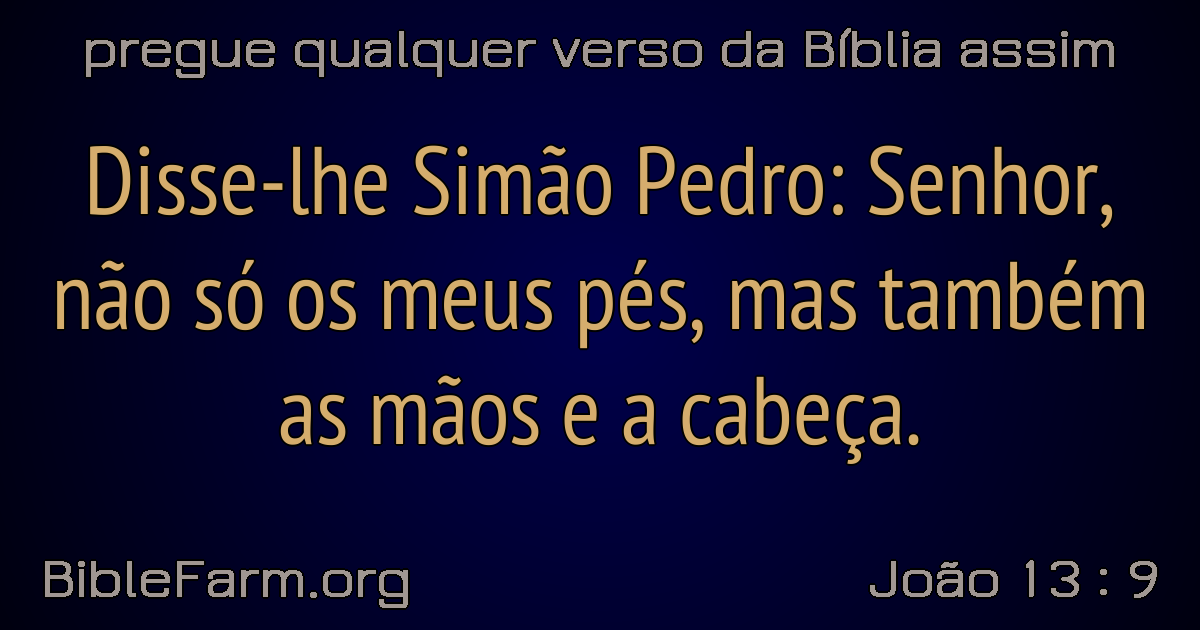 pregue qualquer verso da Bíblia assim
Disse-lhe Simão Pedro: Senhor,
não só os meus pés, mas também
as mãos e a cabeça.
BibleFarm.org
João 13 : 9